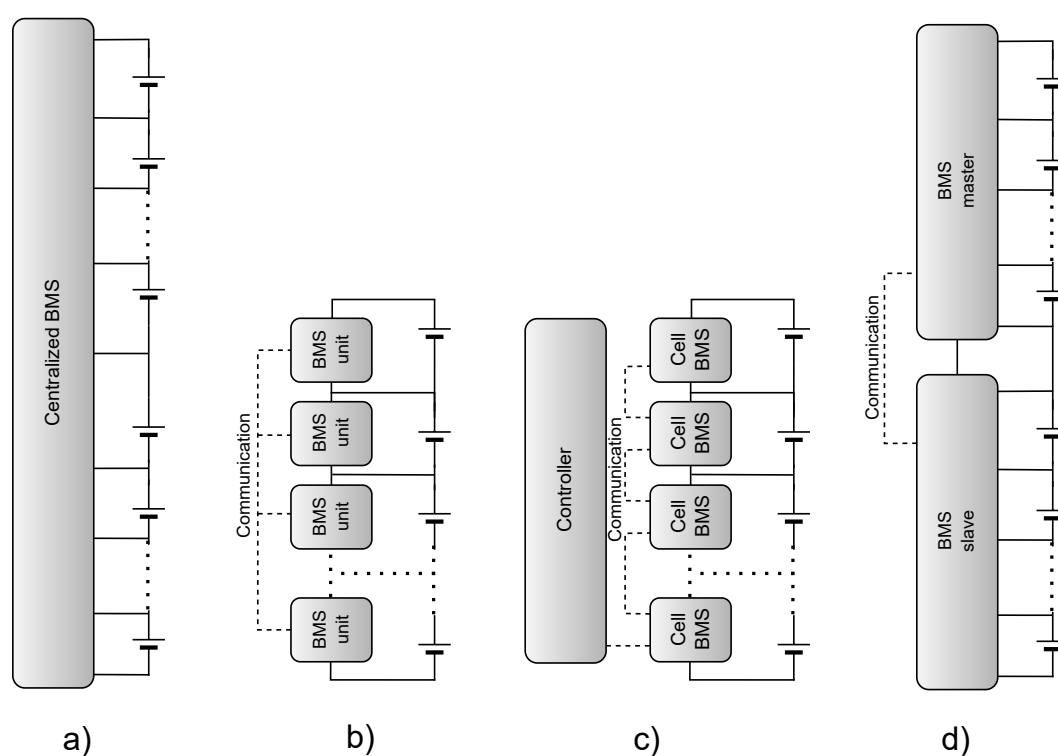 Centralized BMS
a)
Communication
BMS
unit
BMS
unit
BMS
unit
BMS
unit
b)
Controller
Communication
Cell
BMS
Cell
BMS
Cell
BMS
Cell
BMS
c)
Communication
BMS
master
BMS
slave
d)